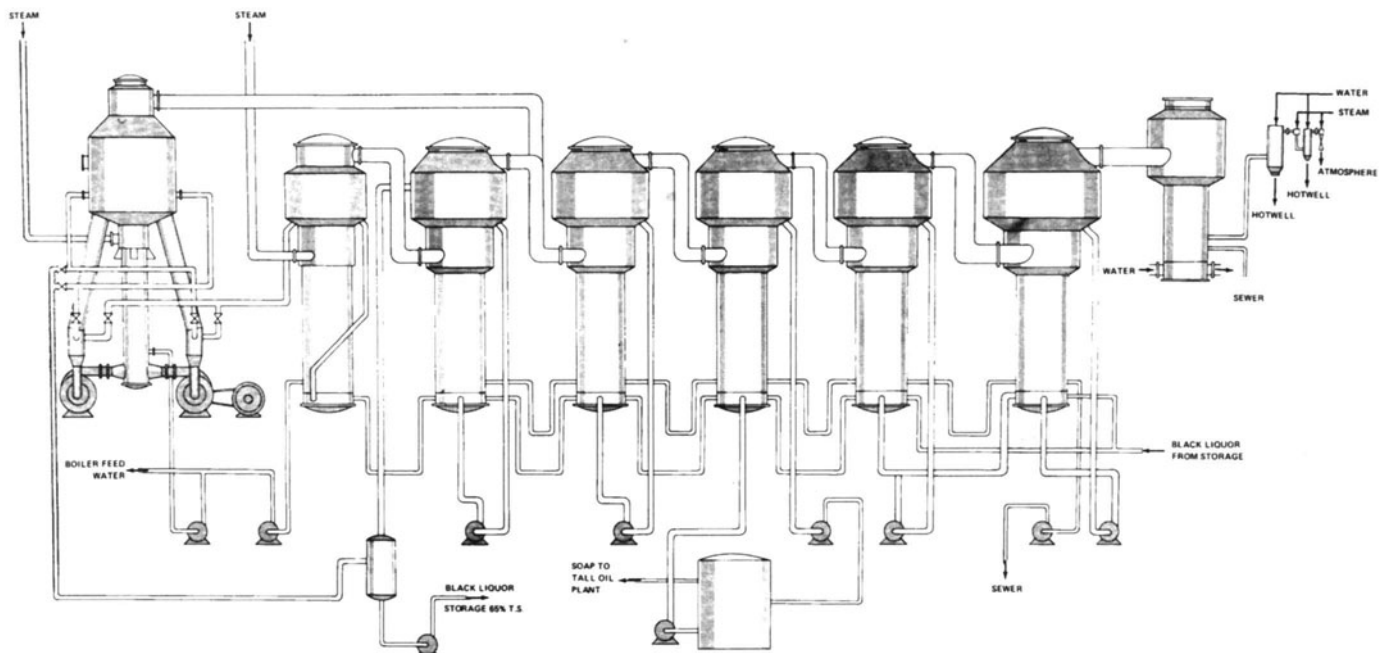 STEAM
STEAM
WATER
STEAM
ATMOSPHERE
HOTWELL
HOTWELL
WATER
SEWER
BLACK LIQUOR
FROM STORAGE
BOILER FEED
WATER
SOAP TO
TALL OIL
PLANT
BLACK LIQUOR
STORAGE 65% T.S.
SEWER